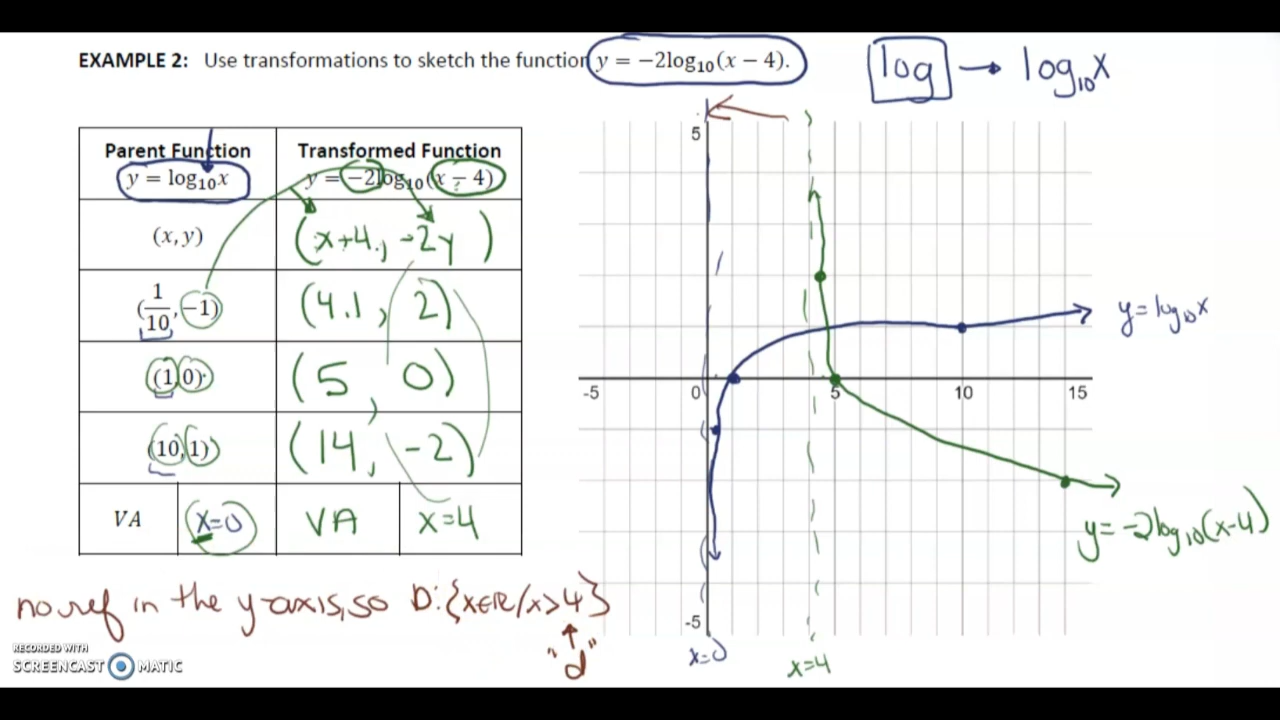 EXAMPLE 2: Use transformations to sketch the function y = −2log₁₀(x − 4).
log → log₁₀x
Parent Function Transformed Function
y = log₁₀x y = −2log₁₀(x − 4)
(x, y) (x+4, -2y)
(1/10, −1) (4.1, 2)
(1, 0) (5, 0)
(10, 1) (14, -2)
VA x=0 VA x=4
5
-5 0 5 10 15
-5
y=log₁₀x
y=-2log₁₀(x-4)
x=0
x=4
no ref in the y-axis, so D:{x∈R/x>4}
"d"
RECORDED WITH
SCREENCAST MATIC